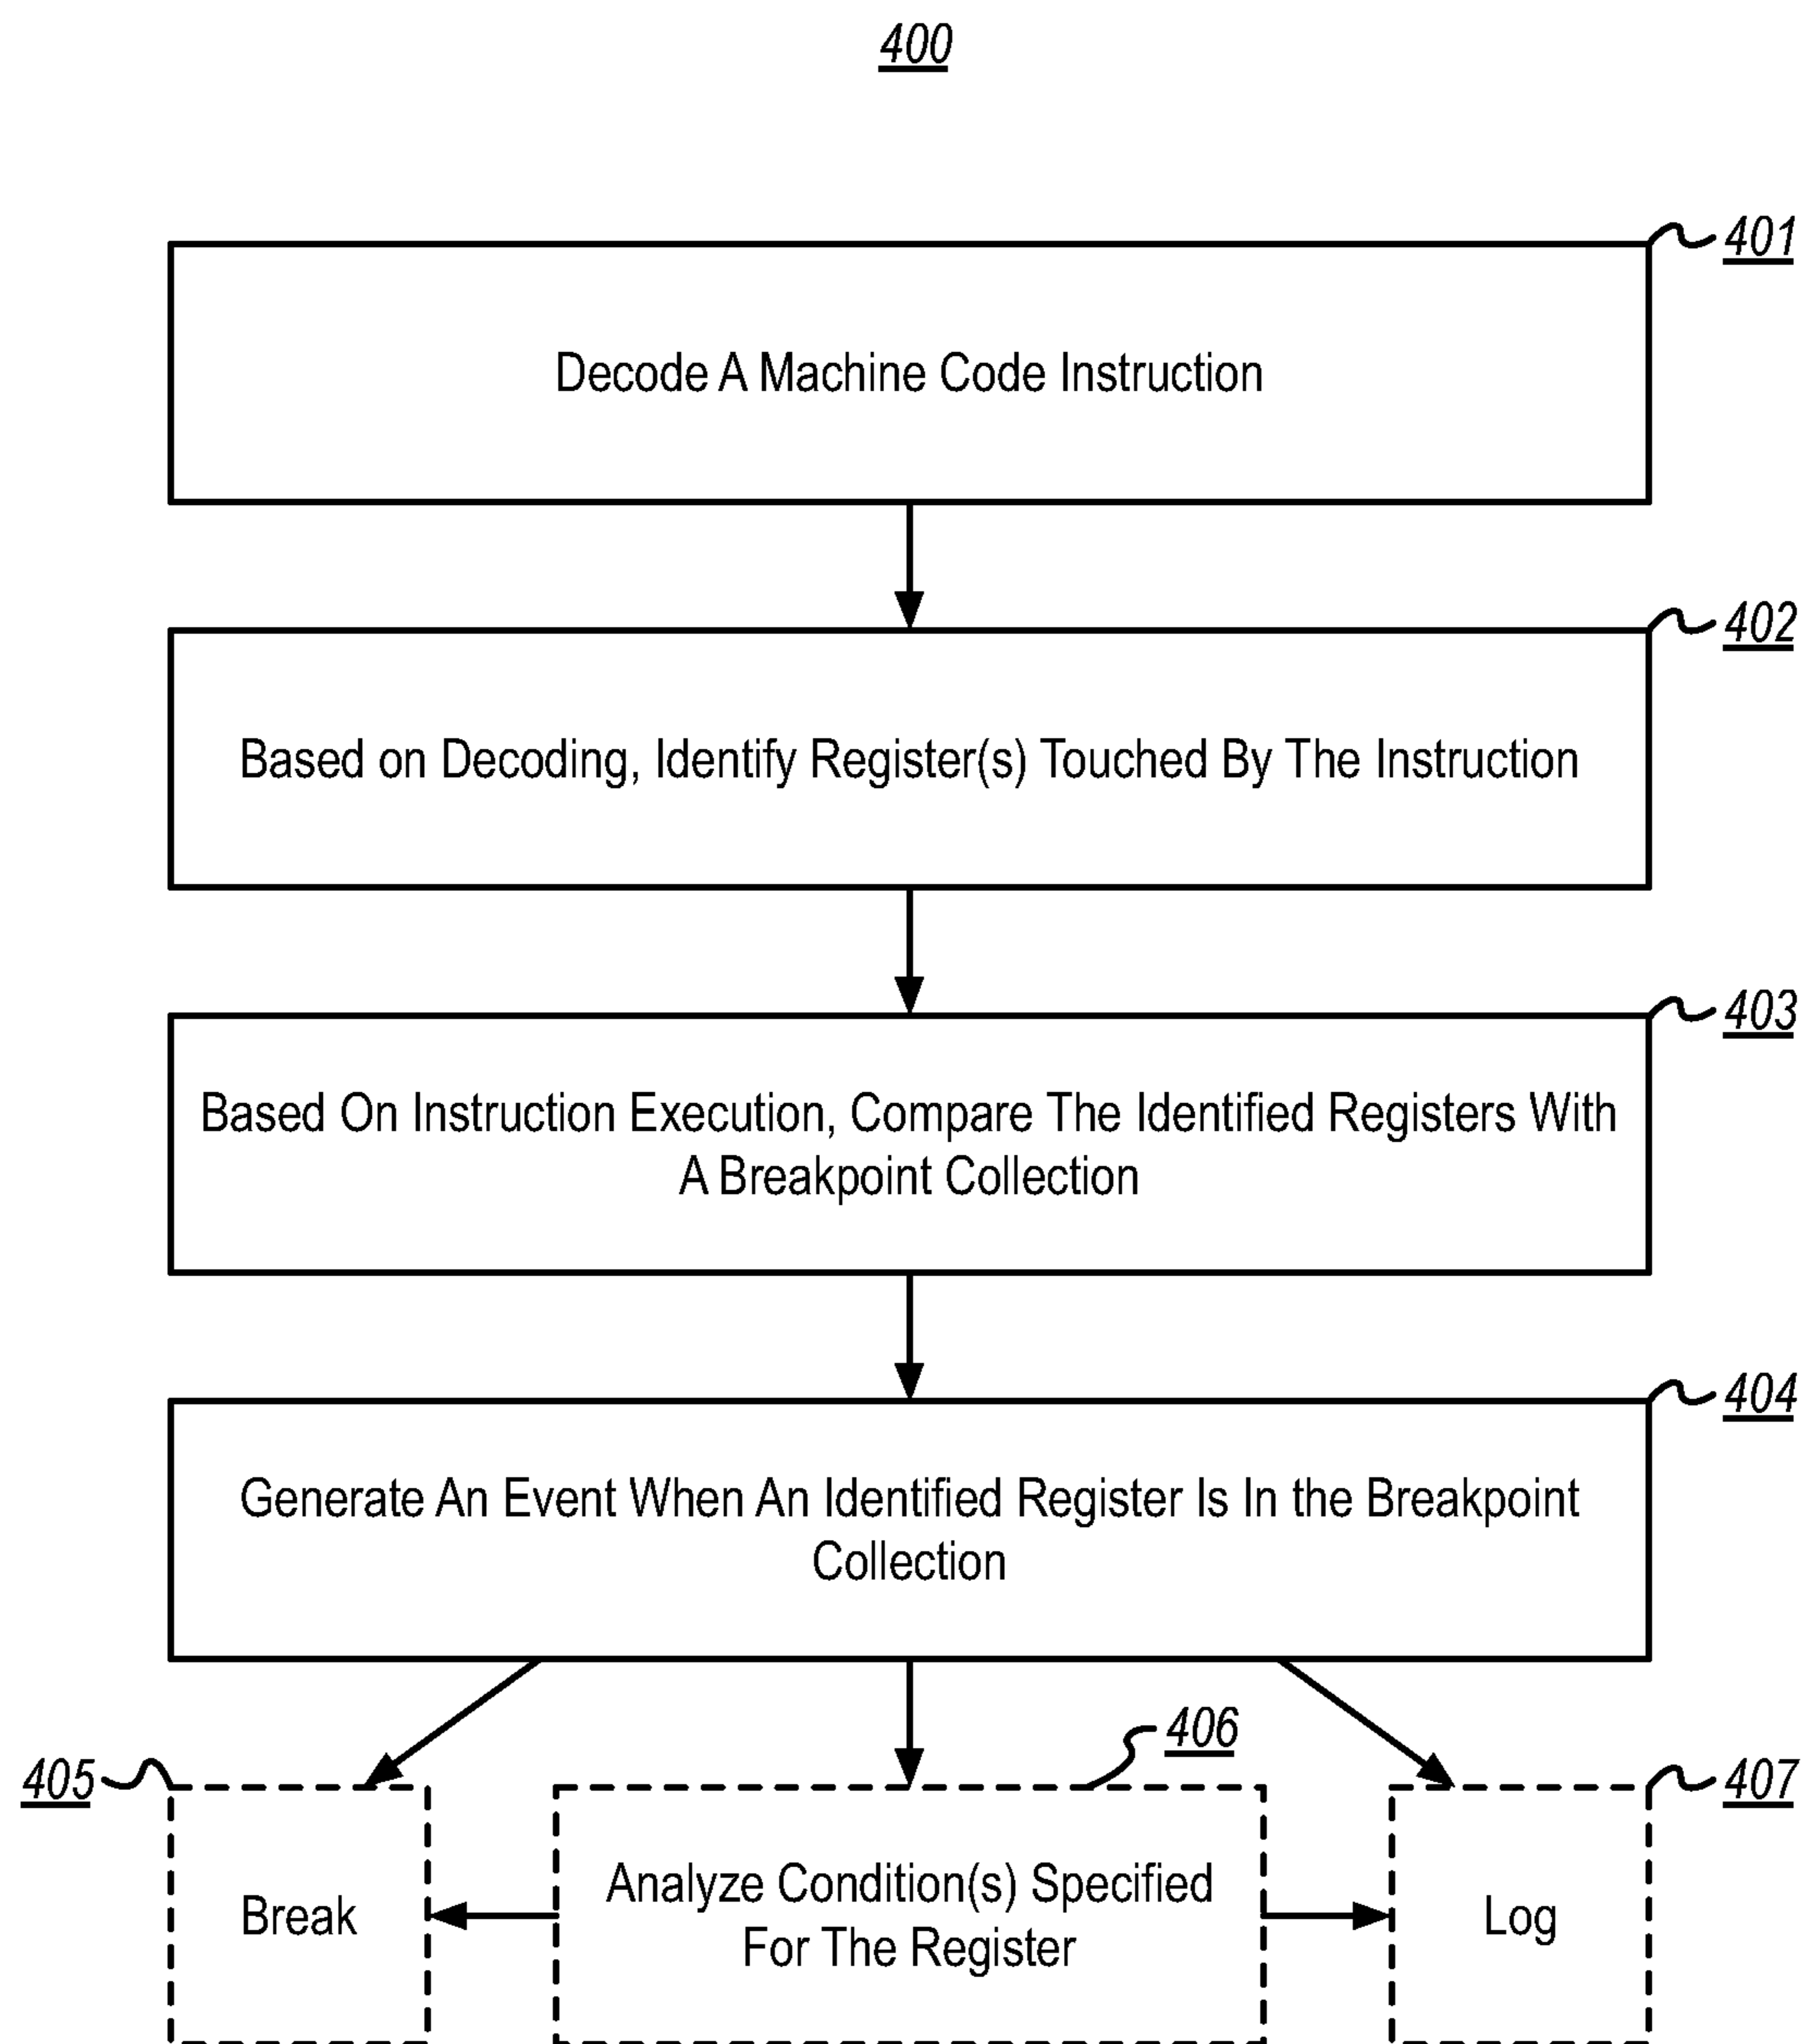 400
401
Decode A Machine Code Instruction
402
Based on Decoding, Identify Register(s) Touched By The Instruction
403
Based On Instruction Execution, Compare The Identified Registers With
A Breakpoint Collection
404
Generate An Event When An Identified Register Is In the Breakpoint
Collection
405
406
407
Break
Analyze Condition(s) Specified
For The Register
Log